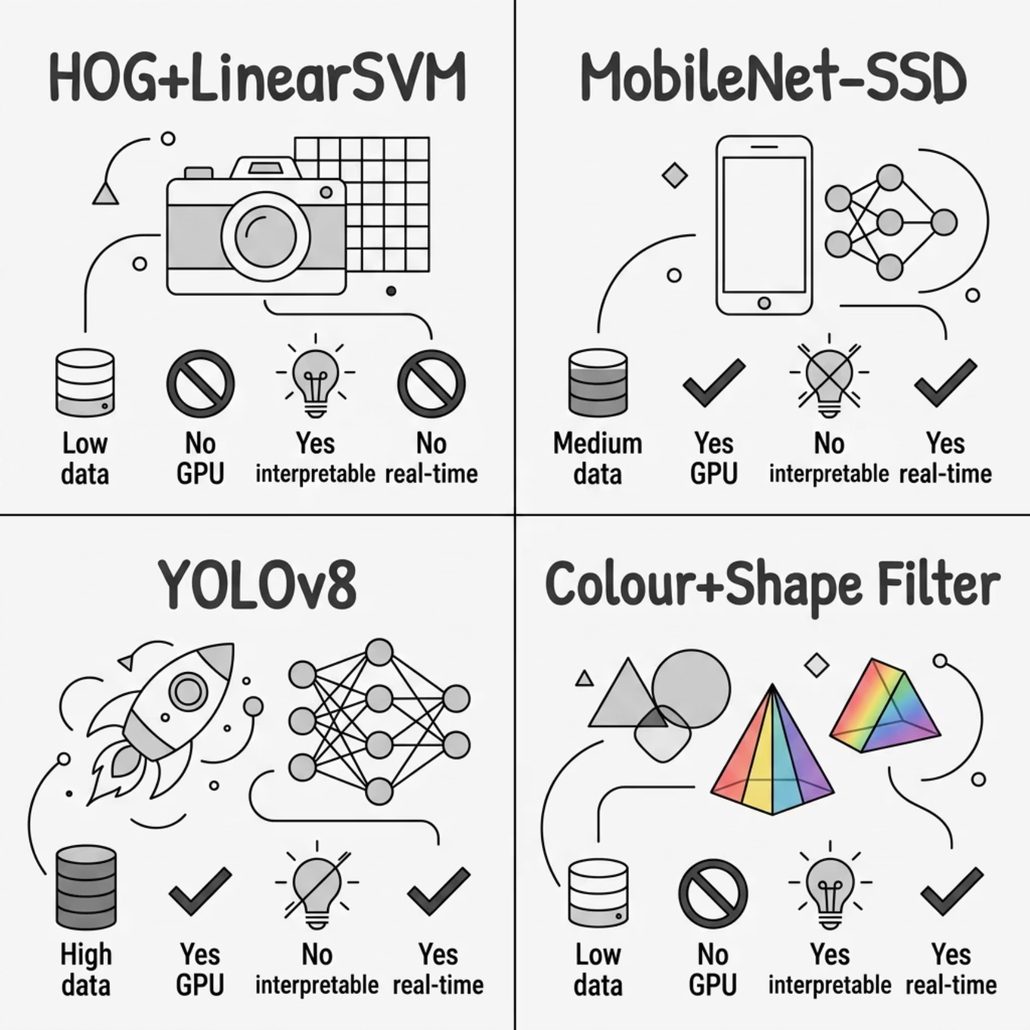 HOG+LinearSVM
Low data
No GPU
Yes interpretable
No real-time
MobileNet-SSD
Medium data
Yes GPU
No interpretable
Yes real-time
YOLOv8
High data
Yes GPU
No interpretable
Yes real-time
Colour+Shape Filter
Low data
No GPU
Yes interpretable
Yes real-time